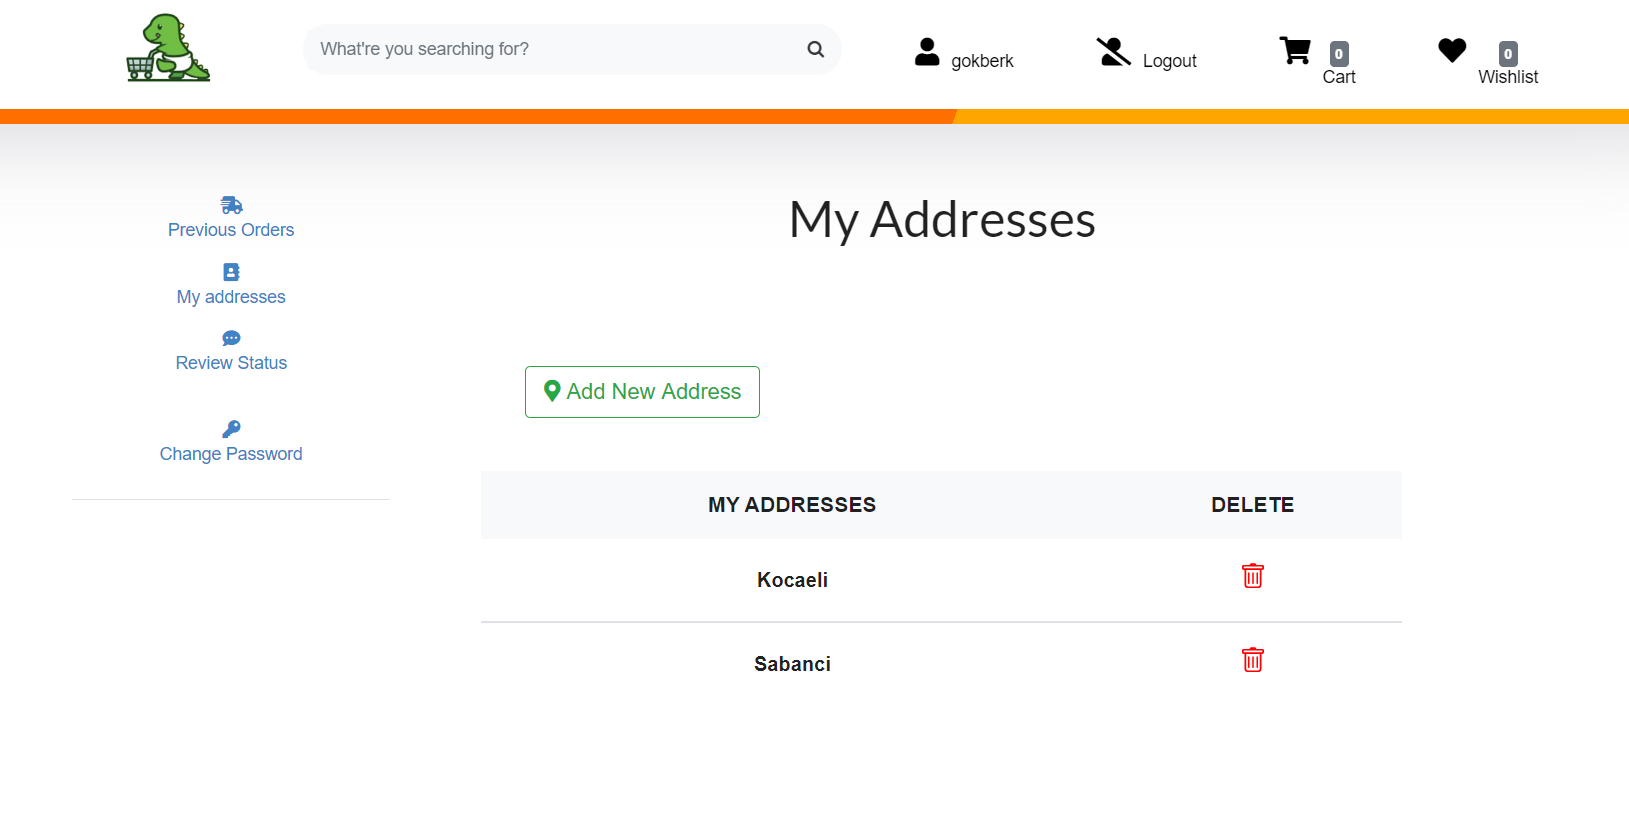 What're you searching for?
gokberk
Logout
0
Cart
0
Wishlist
Previous Orders
My addresses
Review Status
Change Password
My Addresses
Add New Address
MY ADDRESSES DELETE
Kocaeli
Sabanci